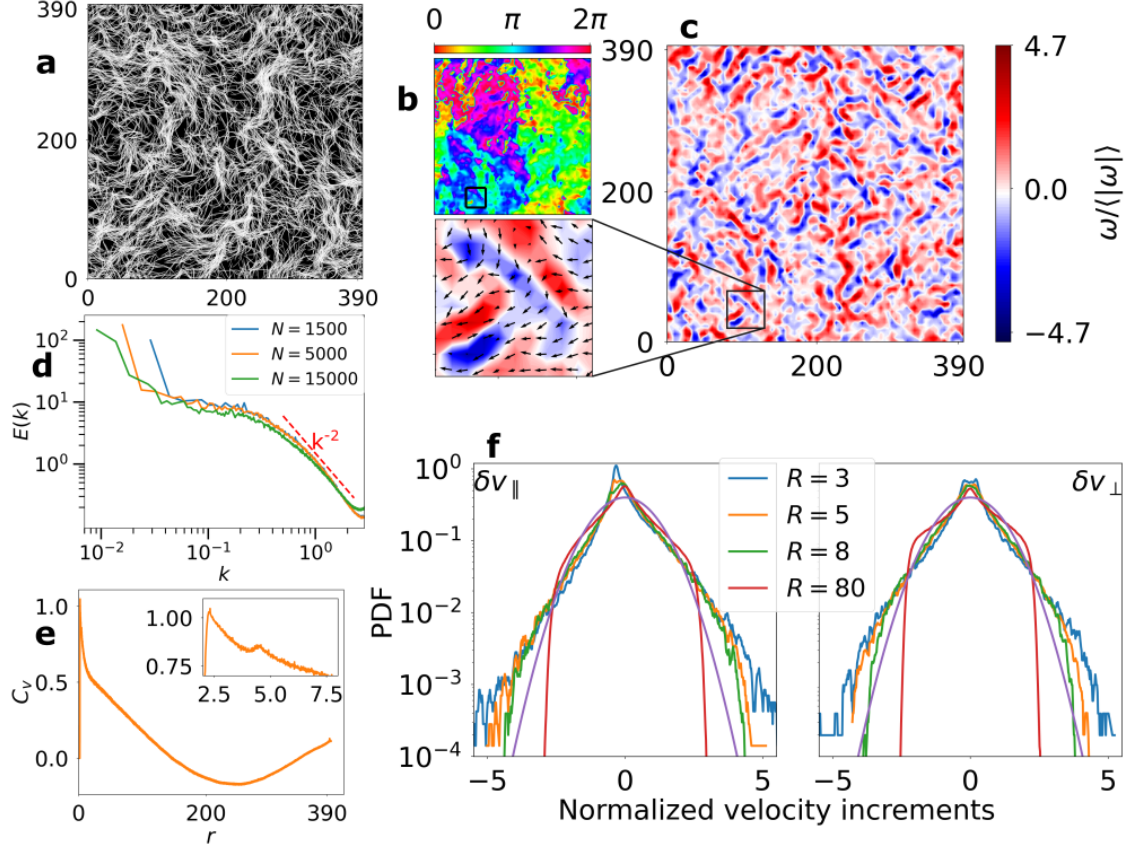 a
390
200
0
0
200
390
b
0
π
2π
c
390
200
0
0
200
390
4.7
0.0
−4.7
ω/⟨|ω|⟩
d
10²
10¹
10⁰
E(k)
N = 1500
N = 5000
N = 15000
k⁻²
10⁻²
10⁻¹
10⁰
k
e
1.0
0.5
0.0
C_v
1.00
0.75
2.5
5.0
7.5
0
200
390
r
f
10⁰
10⁻¹
10⁻²
10⁻³
10⁻⁴
PDF
δv_∥
R = 3
R = 5
R = 8
R = 80
δv_⊥
−5
0
5
−5
0
5
Normalized velocity increments